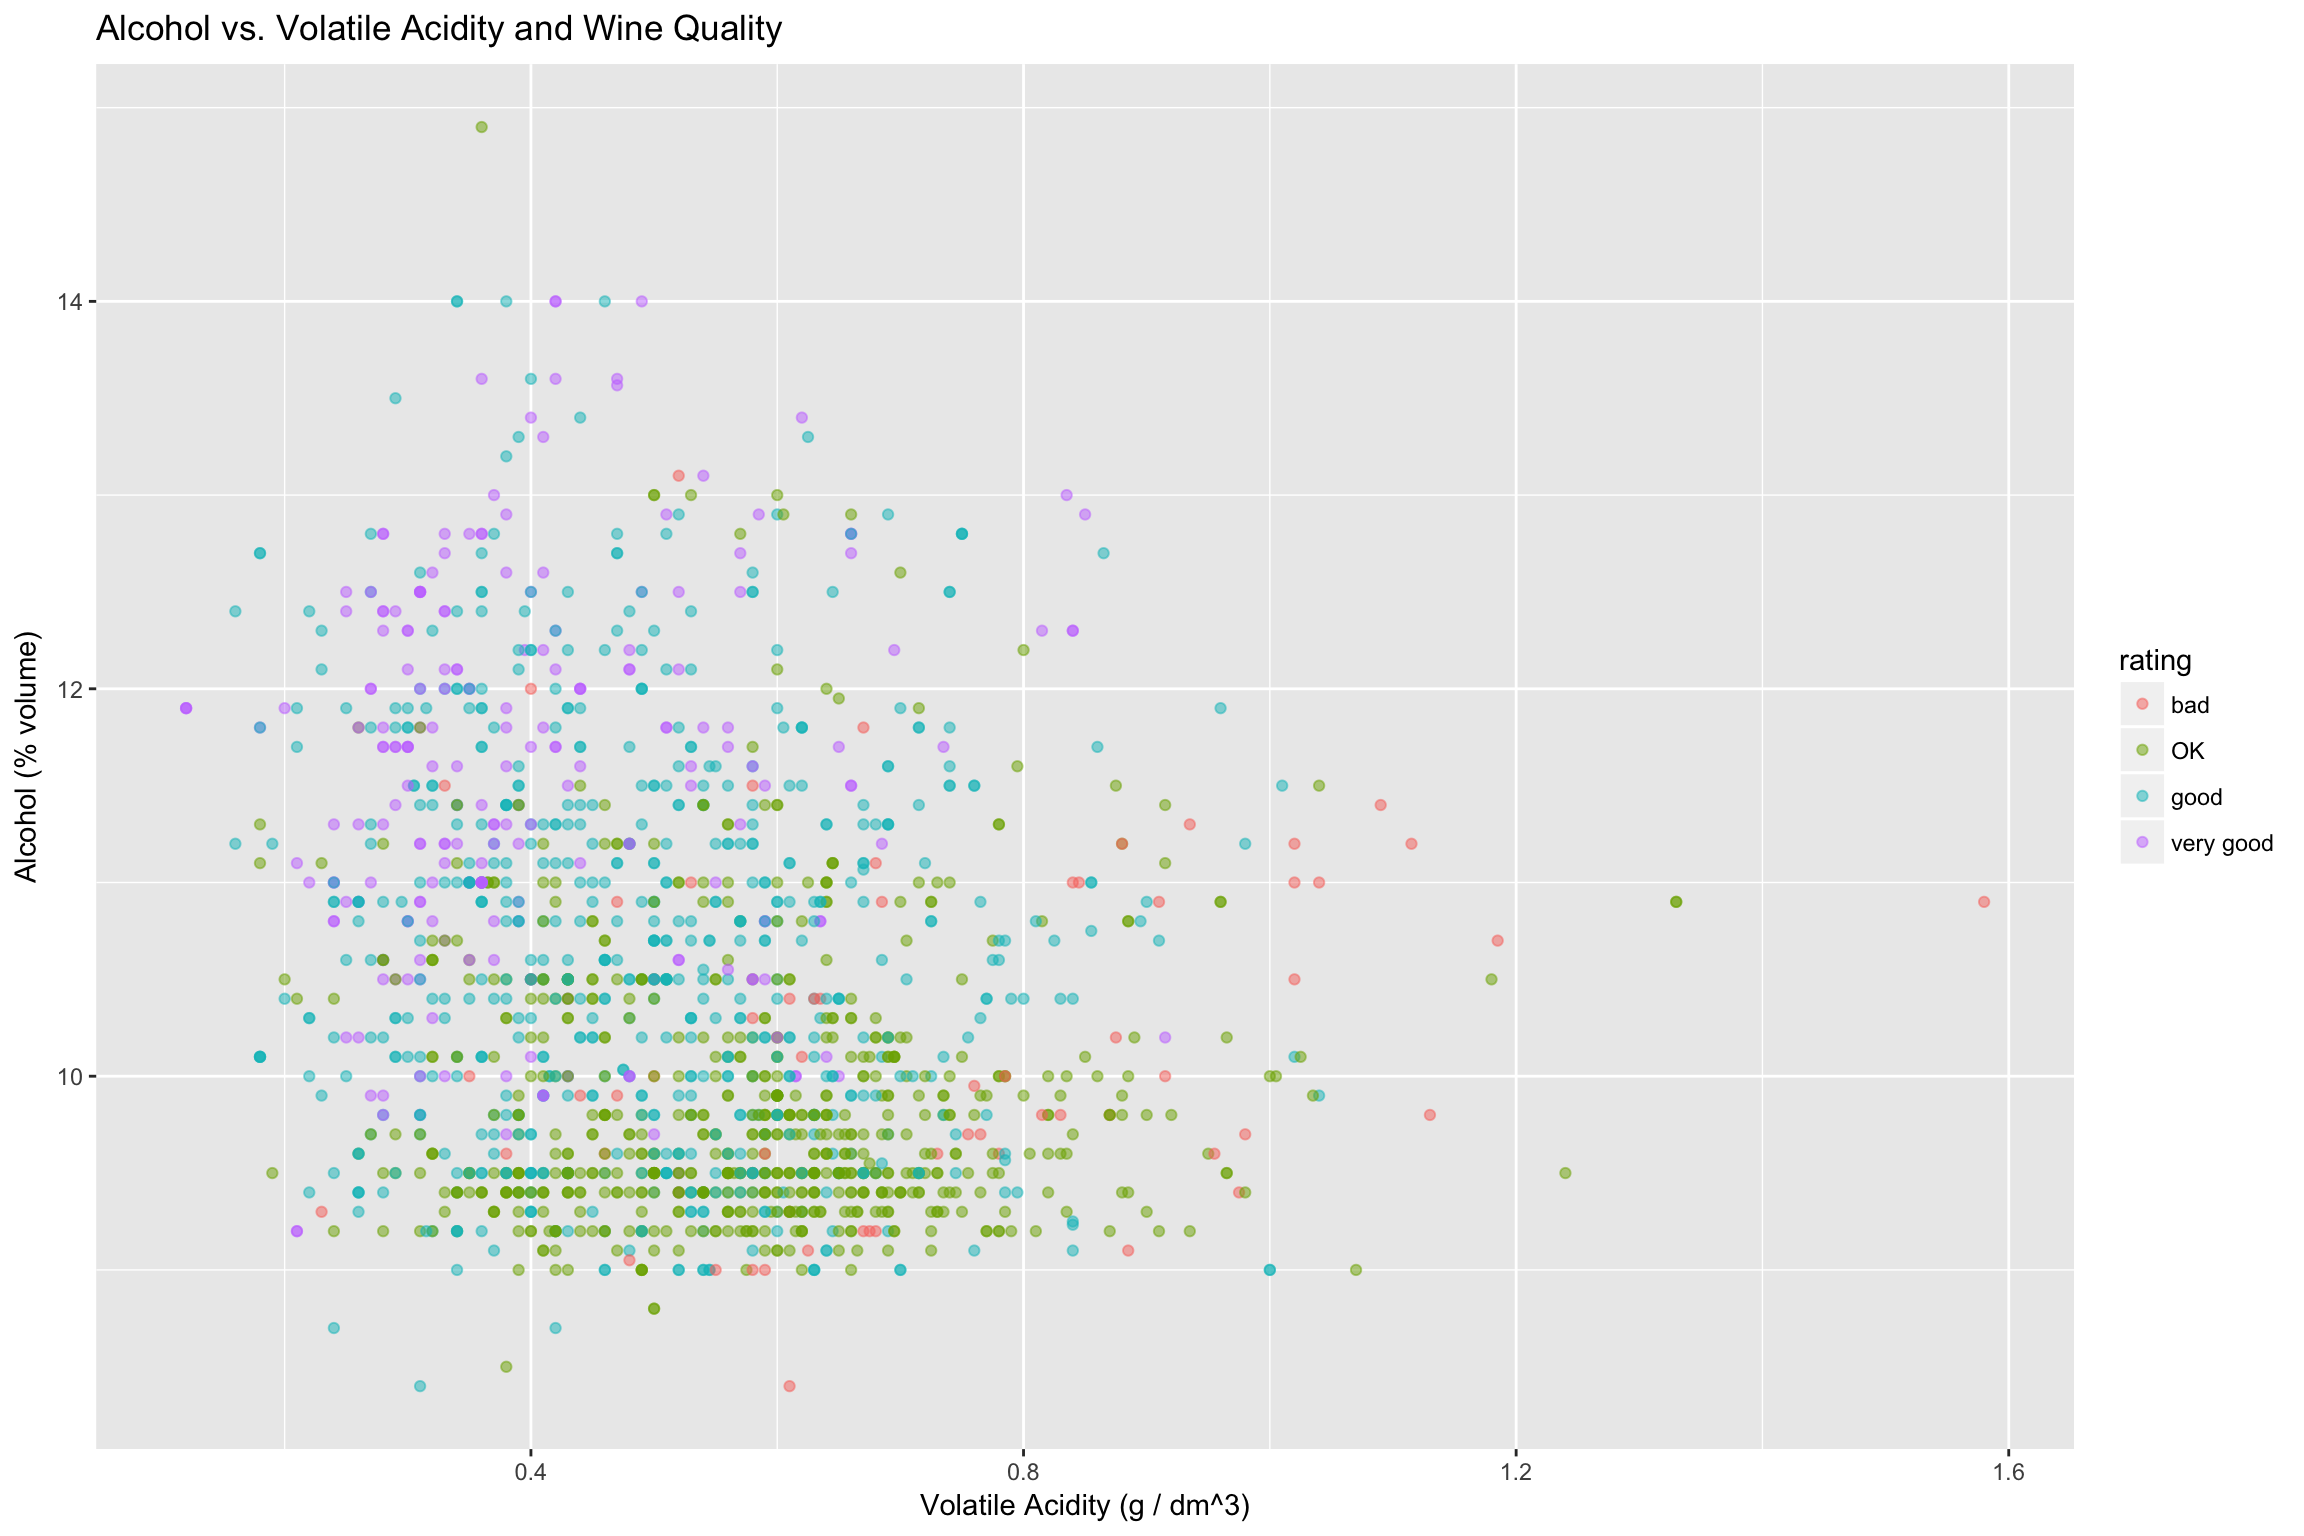 Alcohol vs. Volatile Acidity and Wine Quality
14
12
10
Alcohol (% volume)
0.4 0.8 1.2 1.6
Volatile Acidity (g / dm^3)
rating
bad
OK
good
very good